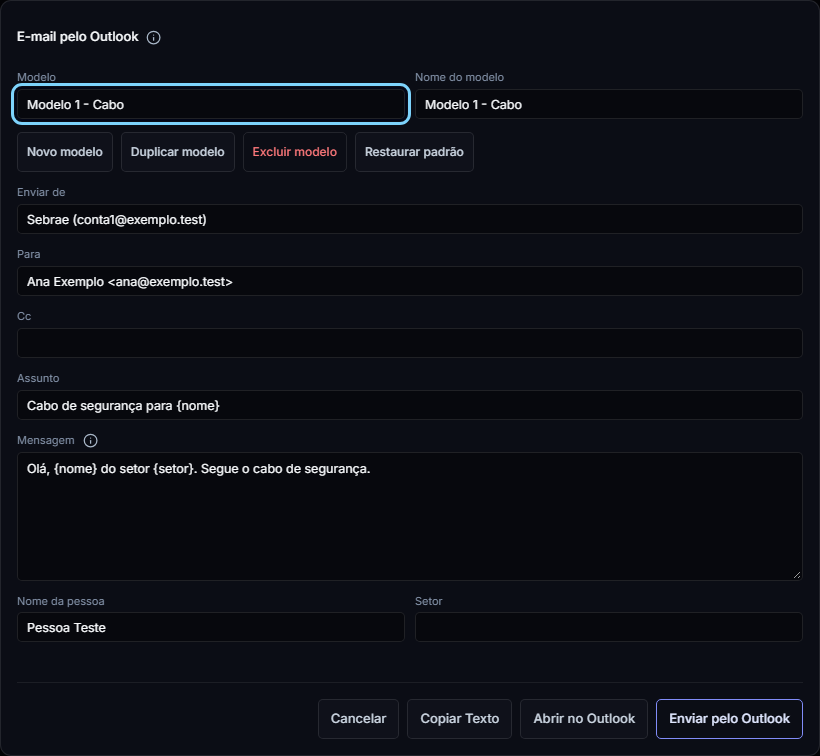 E-mail pelo Outlook
Modelo
Nome do modelo
Modelo 1 - Cabo
Modelo 1 - Cabo
Novo modelo
Duplicar modelo
Excluir modelo
Restaurar padrão
Enviar de
Sebrae (conta1@exemplo.test)
Para
Ana Exemplo <ana@exemplo.test>
Cc
Assunto
Cabo de segurança para {nome}
Mensagem
Olá, {nome} do setor {setor}. Segue o cabo de segurança.
Nome da pessoa
Setor
Pessoa Teste
Cancelar
Copiar Texto
Abrir no Outlook
Enviar pelo Outlook